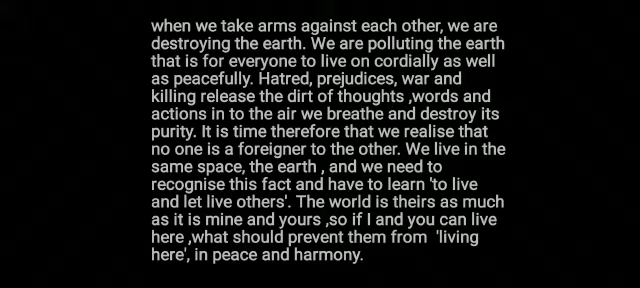 when we take arms against each other, we are
destroying the earth. We are polluting the earth
that is for everyone to live on cordially as well
as peacefully. Hatred, prejudices, war and
killing release the dirt of thoughts ,words and
actions in to the air we breathe and destroy its
purity. It is time therefore that we realise that
no one is a foreigner to the other. We live in the
same space, the earth , and we need to
recognise this fact and have to learn 'to live
and let live others'. The world is theirs as much
as it is mine and yours ,so if I and you can live
here ,what should prevent them from  'living
here', in peace and harmony.